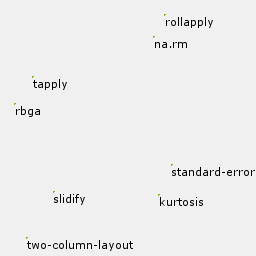 rollapply
na.rm
tapply
rbga
standard-error
slidify
kurtosis
two-column-layout